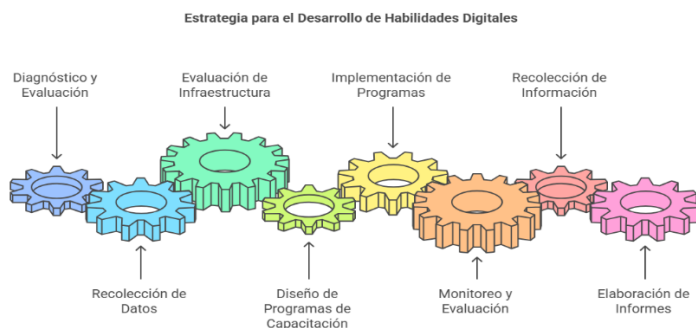 Estrategia para el Desarrollo de Habilidades Digitales
Diagnóstico y
Evaluación
Evaluación de
Infraestructura
Implementación de
Programas
Recolección de
Información
Recolección de
Datos
Diseño de
Programas de
Capacitación
Monitoreo y
Evaluación
Elaboración de
Informes